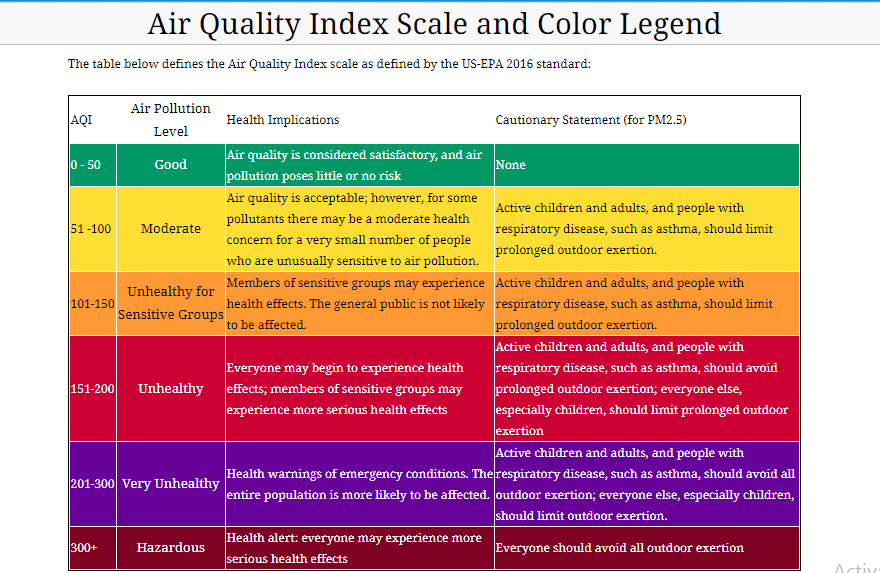 Air Quality Index Scale and Color Legend
The table below defines the Air Quality Index scale as defined by the US-EPA 2016 standard:
AQI
Air Pollution
Level
Health Implications
Cautionary Statement (for PM2.5)
0 - 50
Good
Air quality is considered satisfactory, and air
pollution poses little or no risk
None
51 -100
Moderate
Air quality is acceptable; however, for some
pollutants there may be a moderate health
concern for a very small number of people
who are unusually sensitive to air pollution.
Active children and adults, and people with
respiratory disease, such as asthma, should limit
prolonged outdoor exertion.
101-150
Unhealthy for
Sensitive Groups
Members of sensitive groups may experience
health effects. The general public is not likely
to be affected.
Active children and adults, and people with
respiratory disease, such as asthma, should limit
prolonged outdoor exertion.
151-200
Unhealthy
Everyone may begin to experience health
effects; members of sensitive groups may
experience more serious health effects
Active children and adults, and people with
respiratory disease, such as asthma, should avoid
prolonged outdoor exertion; everyone else,
especially children, should limit prolonged outdoor
exertion
201-300
Very Unhealthy
Health warnings of emergency conditions. The
entire population is more likely to be affected.
Active children and adults, and people with
respiratory disease, such as asthma, should avoid all
outdoor exertion; everyone else, especially children,
should limit outdoor exertion.
300+
Hazardous
Health alert: everyone may experience more
serious health effects
Everyone should avoid all outdoor exertion